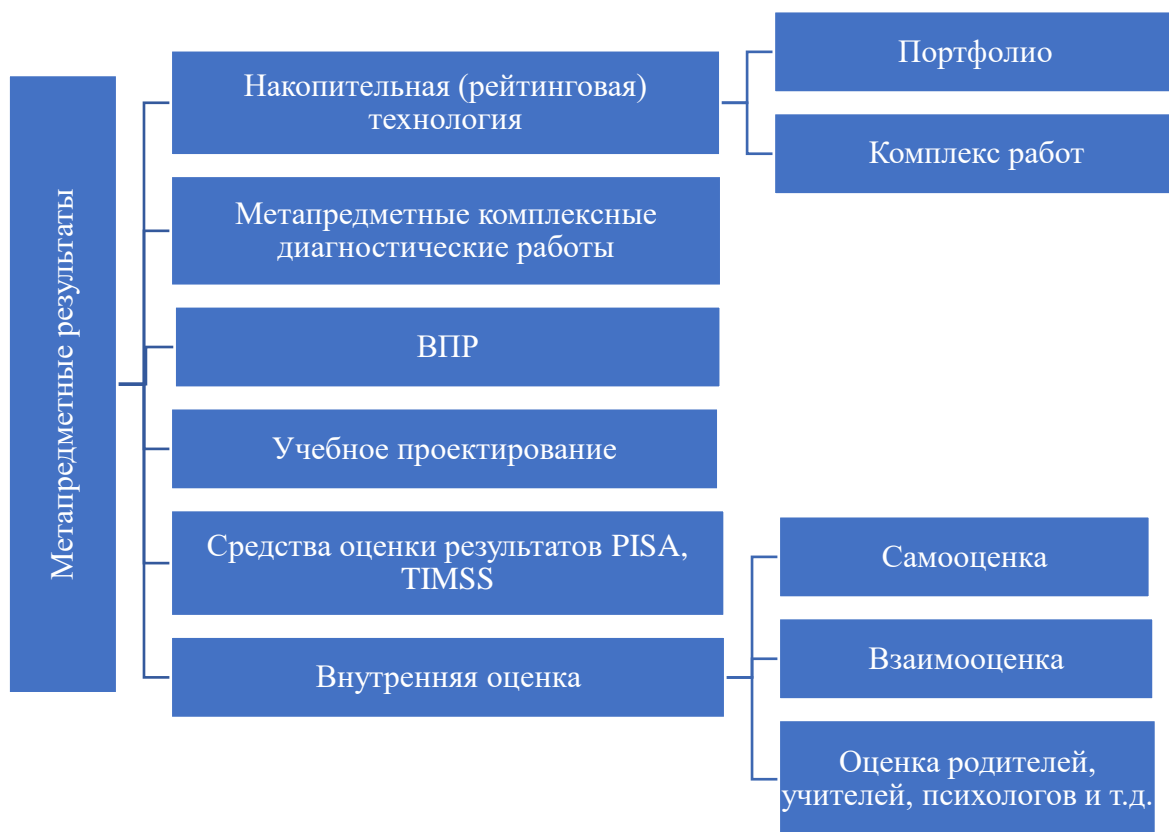 Метапредметные результаты
Накопительная (рейтинговая)
технология
Портфолио
Комплекс работ
Метапредметные комплексные
диагностические работы
ВПР
Учебное проектирование
Средства оценки результатов PISA,
TIMSS
Внутренняя оценка
Самооценка
Взаимооценка
Оценка родителей,
учителей, психологов и т.д.